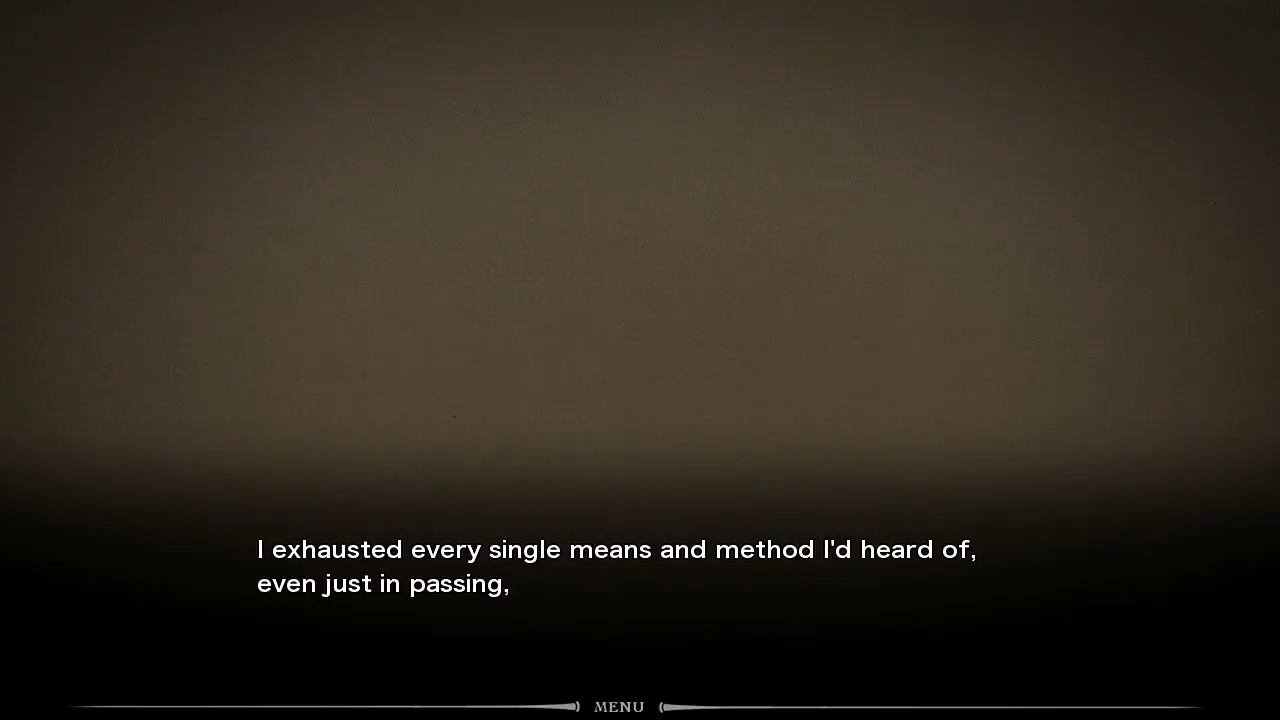 I exhausted every single means and method I'd heard of,
even just in passing,
MENU